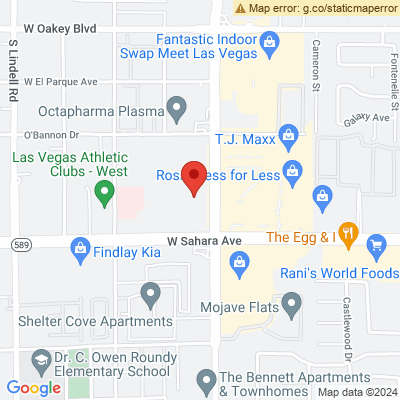 Map error: g.co/staticmaperror
W Oakey Blvd
Fantastic Indoor
Swap Meet Las Vegas
S Lindell Rd
Cameron St
Fontenelle St
W El Parque Ave
Octapharma Plasma
Galaxy Ave
O'Bannon Dr
T.J. Maxx
Las Vegas Athletic
Clubs - West
Ross Dress for Less
589
W Sahara Ave
The Egg & I
Findlay Kia
Rani's World Foods
Mojave Flats
Shelter Cove Apartments
Castlewood Dr
Dr. C. Owen Roundy
Elementary School
The Bennett Apartments
& Townhomes
Google
Map data ©2024